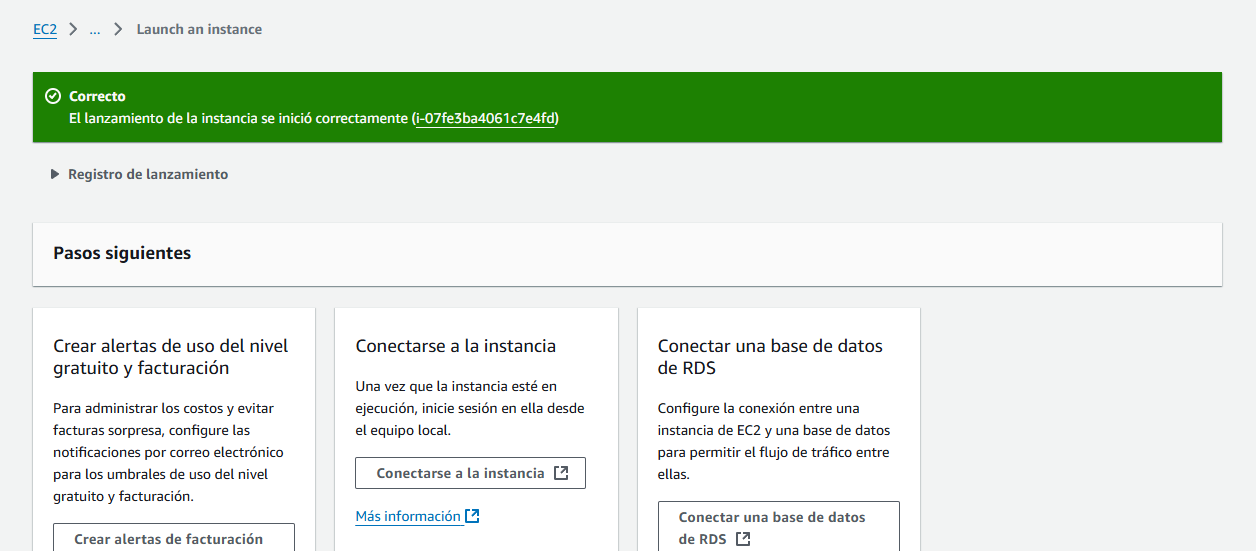 EC2 > ... > Launch an instance
Correcto
El lanzamiento de la instancia se inició correctamente (i-07fe3ba4061c7e4fd)
Registro de lanzamiento
Pasos siguientes
Crear alertas de uso del nivel
gratuito y facturación
Para administrar los costos y evitar
facturas sorpresa, configure las
notificaciones por correo electrónico
para los umbrales de uso del nivel
gratuito y facturación.
Crear alertas de facturación
Conectarse a la instancia
Una vez que la instancia esté en
ejecución, inicie sesión en ella desde
el equipo local.
Conectarse a la instancia
Más información
Conectar una base de datos
de RDS
Configure la conexión entre una
instancia de EC2 y una base de datos
para permitir el flujo de tráfico entre
ellas.
Conectar una base de datos
de RDS